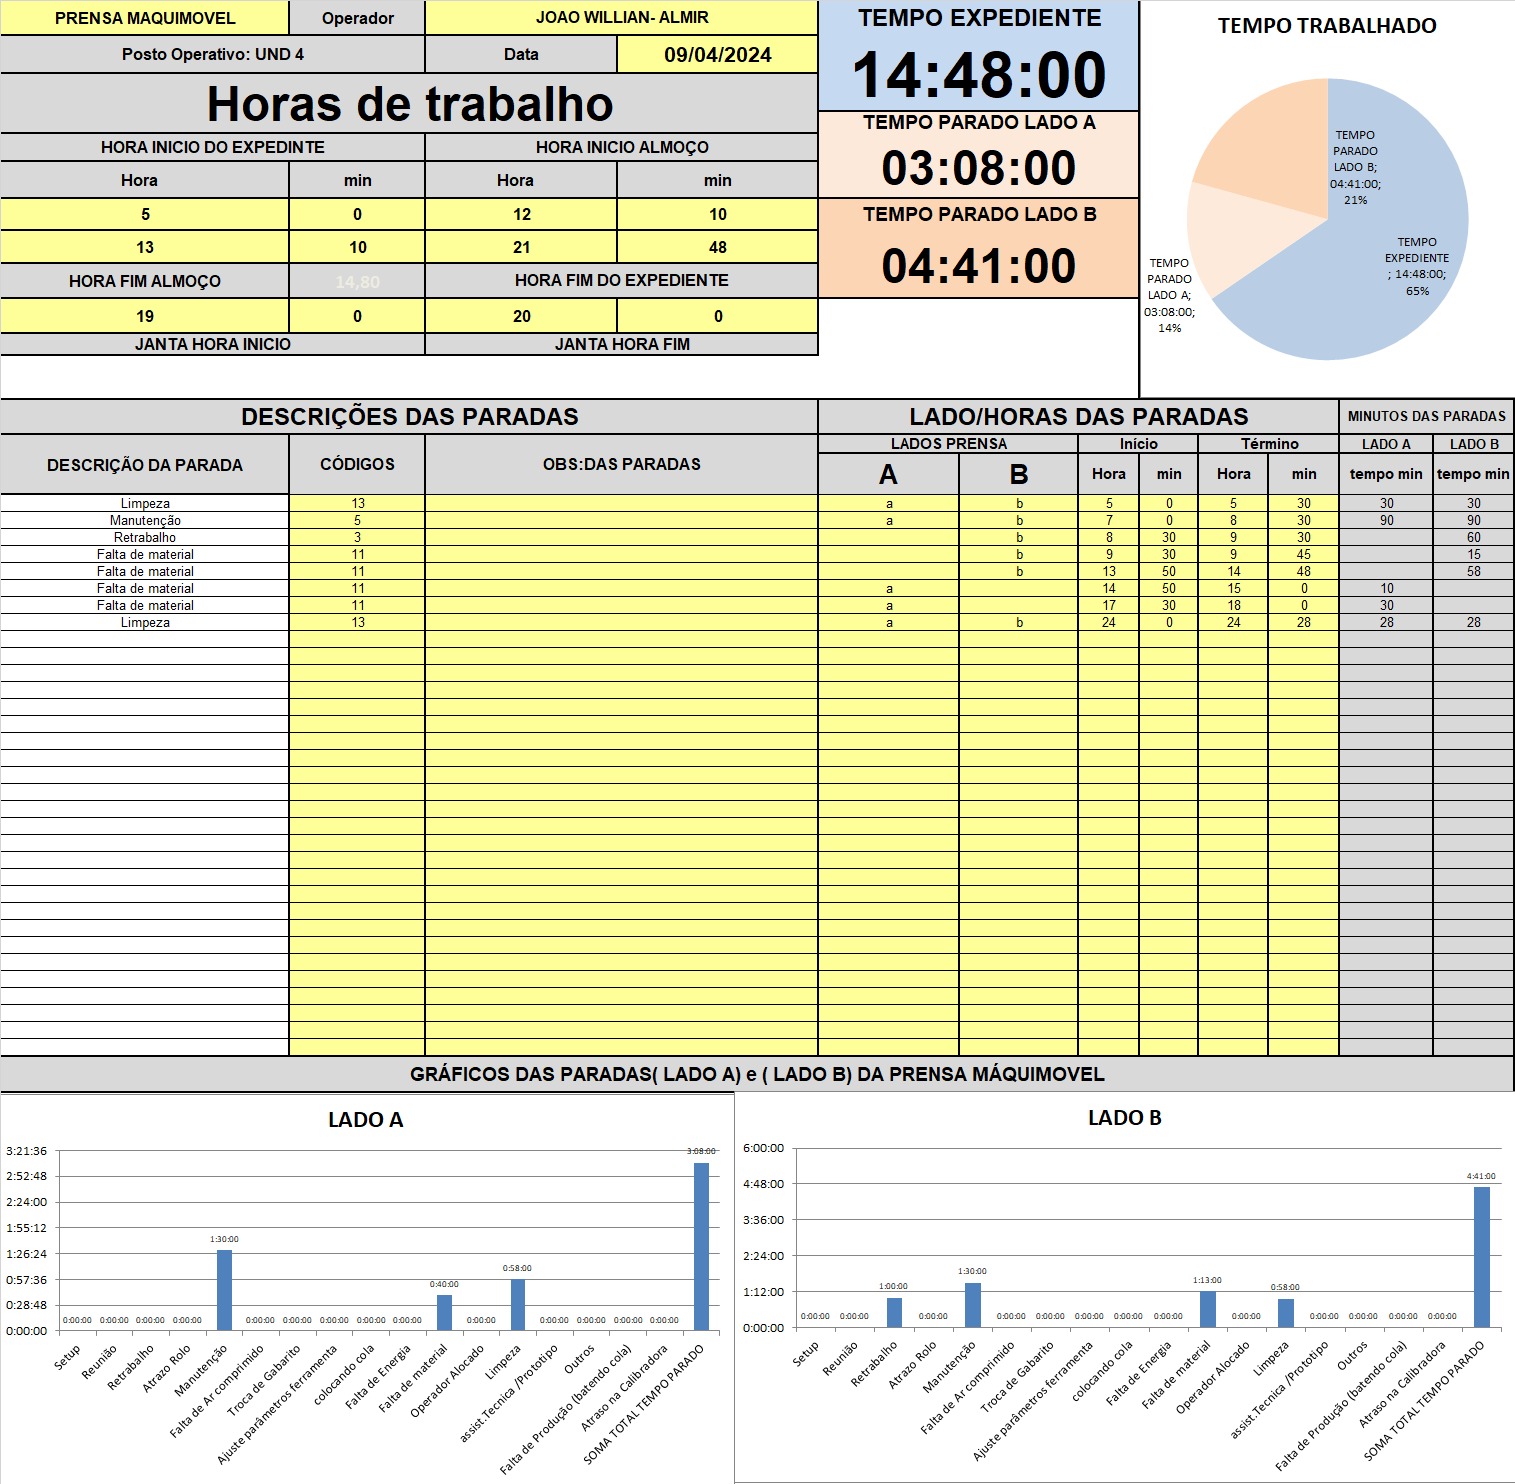 PRENSA MAQUIMOVEL Operador JOAO WILLIAN- ALMIR
Posto Operativo: UND 4 Data 09/04/2024
Horas de trabalho
HORA INICIO DO EXPEDINTE HORA INICIO ALMOÇO
Hora min Hora min
5 0 12 10
13 10 21 48
HORA FIM ALMOÇO 14,80 HORA FIM DO EXPEDIENTE
19 0 20 0
JANTA HORA INICIO JANTA HORA FIM
TEMPO EXPEDIENTE
14:48:00
TEMPO PARADO LADO A
03:08:00
TEMPO PARADO LADO B
04:41:00
TEMPO TRABALHADO
TEMPO
PARADO
LADO B;
04:41:00;
21%
TEMPO
EXPEDIENTE
; 14:48:00;
65%
TEMPO
PARADO
LADO A;
03:08:00;
14%
DESCRIÇÕES DAS PARADAS LADO/HORAS DAS PARADAS MINUTOS DAS PARADAS
DESCRIÇÃO DA PARADA CÓDIGOS OBS:DAS PARADAS
LADOS PRENSA Início Término LADO A LADO B
A B Hora min Hora min tempo min tempo min
Limpeza 13 a b 5 0 5 30 30 30
Manutenção 5 a b 7 0 8 30 90 90
Retrabalho 3 b 8 30 9 30 60
Falta de material 11 b 9 30 9 45 15
Falta de material 11 b 13 50 14 48 58
Falta de material 11 a 14 50 15 0 10
Falta de material 11 a 17 30 18 0 30
Limpeza 13 a b 24 0 24 28 28 28
GRÁFICOS DAS PARADAS( LADO A) e ( LADO B) DA PRENSA MÁQUIMOVEL
LADO A
3:21:36
2:52:48
2:24:00
1:55:12
1:26:24
0:57:36
0:28:48
0:00:00
0:00:00 0:00:00 0:00:00 0:00:00 1:30:00 0:00:00 0:00:00 0:00:00 0:00:00 0:00:00 0:40:00 0:00:00 0:58:00 0:00:00 0:00:00 0:00:00 0:00:00 3:08:00
Setup
Reunião
Retrabalho
Atrazo Rolo
Manutenção
Falta de Ar comprimido
Troca de Gabarito
Ajuste parâmetros ferramenta
colocando cola
Falta de Energia
Falta de material
Operador Alocado
Limpeza
assist.Tecnica /Prototipo
Outros
Falta de Produção (batendo cola)
Atraso na Calibradora
SOMA TOTAL TEMPO PARADO
LADO B
6:00:00
4:48:00
3:36:00
2:24:00
1:12:00
0:00:00
0:00:00 0:00:00 1:00:00 0:00:00 1:30:00 0:00:00 0:00:00 0:00:00 0:00:00 0:00:00 1:13:00 0:00:00 0:58:00 0:00:00 0:00:00 0:00:00 0:00:00 4:41:00
Setup
Reunião
Retrabalho
Atrazo Rolo
Manutenção
Falta de Ar comprimido
Troca de Gabarito
Ajuste parâmetros ferramenta
colocando cola
Falta de Energia
Falta de material
Operador Alocado
Limpeza
assist.Tecnica /Prototipo
Outros
Falta de Produção (batendo cola)
Atraso na Calibradora
SOMA TOTAL TEMPO PARADO